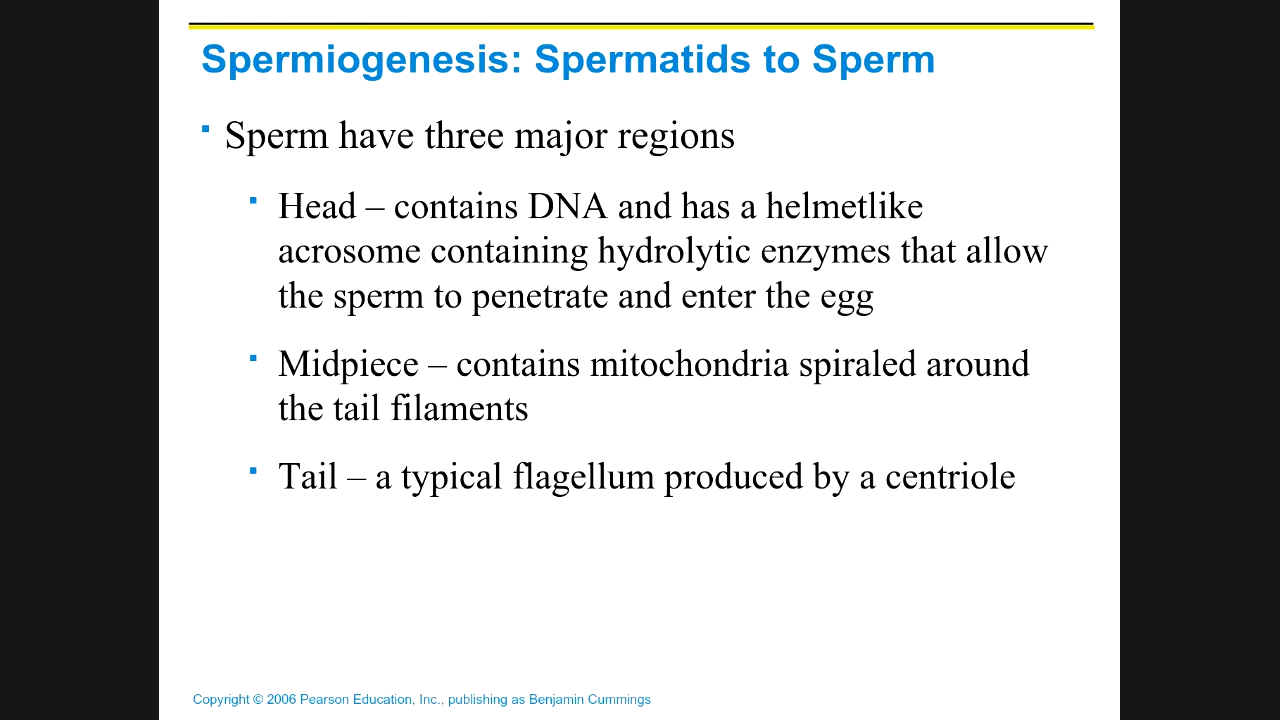 Spermiogenesis: Spermatids to Sperm
▪ Sperm have three major regions
▪ Head – contains DNA and has a helmetlike
acrosome containing hydrolytic enzymes that allow
the sperm to penetrate and enter the egg
▪ Midpiece – contains mitochondria spiraled around
the tail filaments
▪ Tail – a typical flagellum produced by a centriole
Copyright © 2006 Pearson Education, Inc., publishing as Benjamin Cummings